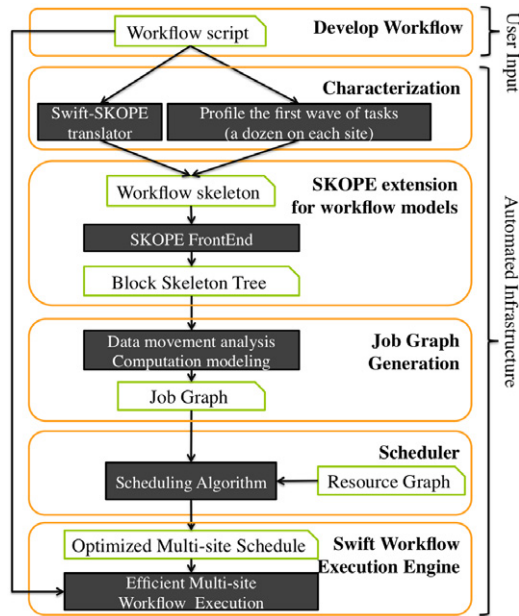 Develop Workflow
Workflow script
User Input
Characterization
Swift-SKOPE
translator
Profile the first wave of tasks
(a dozen on each site)
SKOPE extension
for workflow models
Workflow skeleton
SKOPE FrontEnd
Block Skeleton Tree
Automated Infrastructure
Data movement analysis
Computation modeling
Job Graph
Generation
Job Graph
Scheduler
Scheduling Algorithm
Resource Graph
Optimized Multi-site Schedule
Swift Workflow
Execution Engine
Efficient Multi-site
Workflow Execution